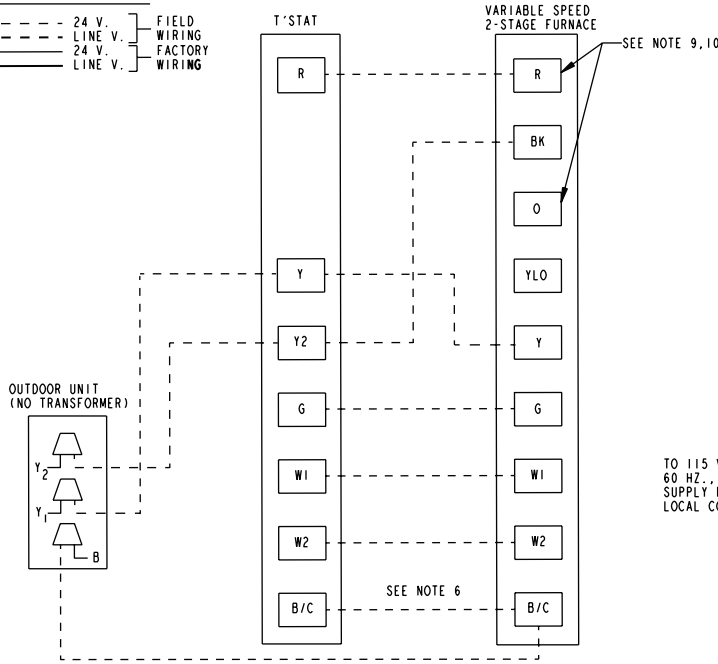 24 V.
FIELD
LINE V.
WIRING
24 V.
FACTORY
LINE V.
WIRING
T'STAT
VARIABLE SPEED
2-STAGE FURNACE
SEE NOTE 9,10
R
R
BK
O
YLO
Y
Y
Y2
G
G
W1
W1
W2
W2
SEE NOTE 6
B/C
B/C
OUTDOOR UNIT
(NO TRANSFORMER)
Y2
Y1
B
TO 115 V
60 HZ.,
SUPPLY
LOCAL